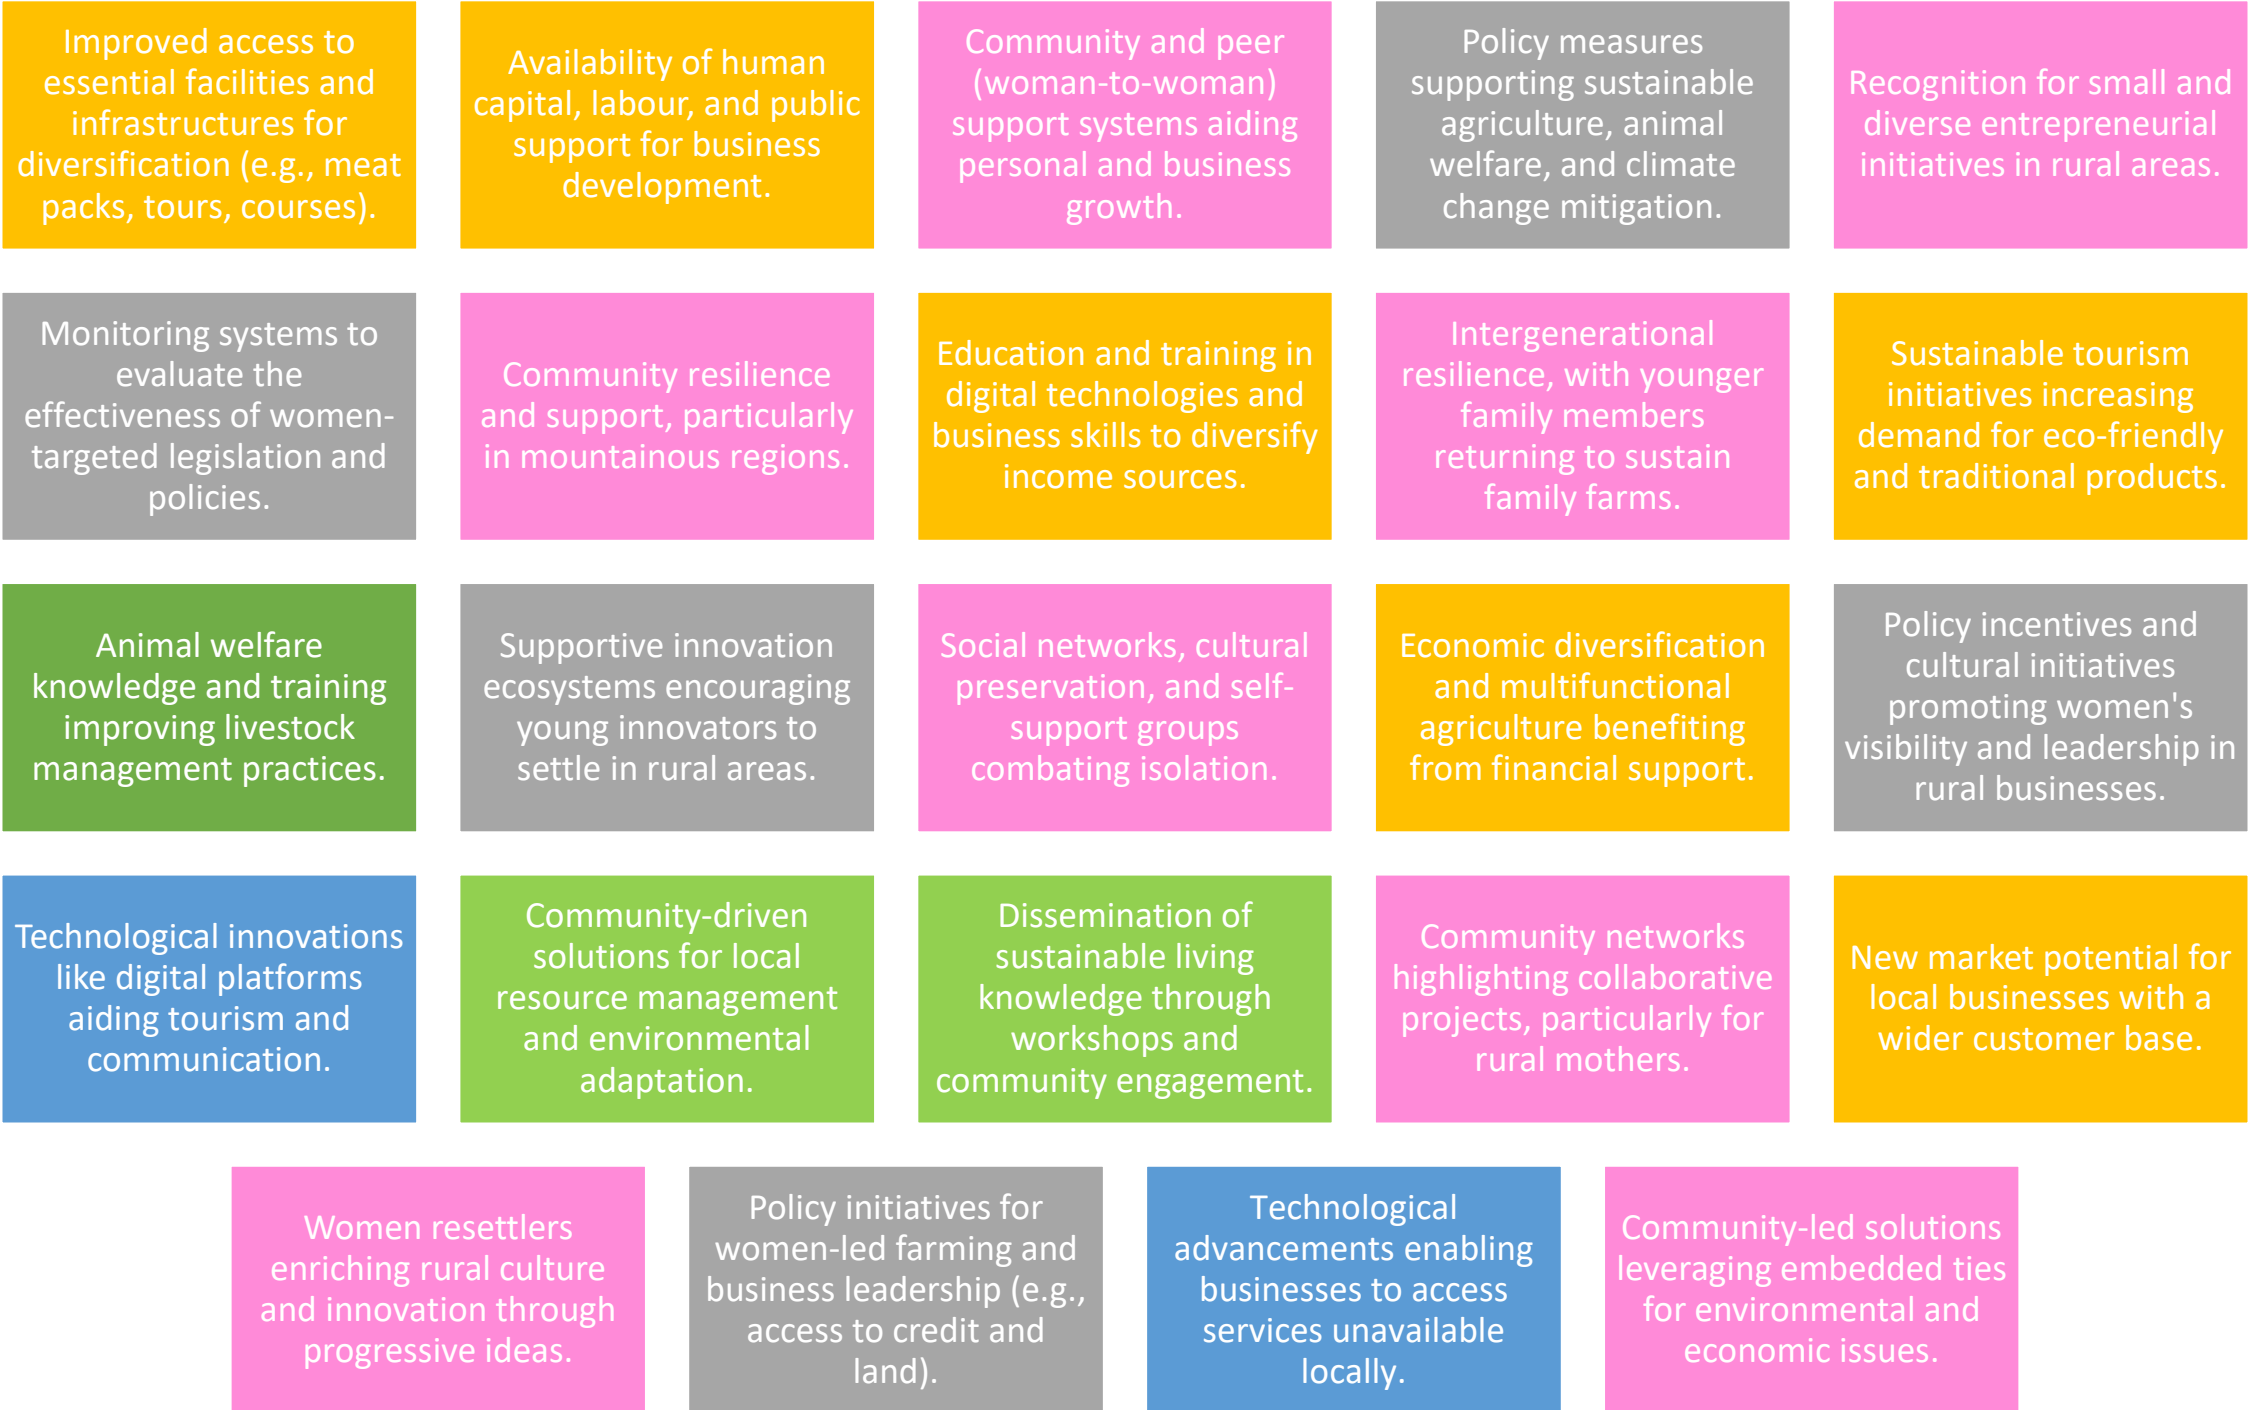 Improved access to
essential facilities and
infrastructures for
diversification (e.g., meat
packs, tours, courses).
Availability of human
capital, labour, and public
support for business
development.
Community and peer
(woman-to-woman)
support systems aiding
personal and business
growth.
Policy measures
supporting sustainable
agriculture, animal
welfare, and climate
change mitigation.
Recognition for small and
diverse entrepreneurial
initiatives in rural areas.
Monitoring systems to
evaluate the
effectiveness of women-
targeted legislation and
policies.
Community resilience
and support, particularly
in mountainous regions.
Education and training in
digital technologies and
business skills to diversify
income sources.
Intergenerational
resilience, with younger
family members
returning to sustain
family farms.
Sustainable tourism
initiatives increasing
demand for eco-friendly
and traditional products.
Animal welfare
knowledge and training
improving livestock
management practices.
Supportive innovation
ecosystems encouraging
young innovators to
settle in rural areas.
Social networks, cultural
preservation, and self-
support groups
combating isolation.
Economic diversification
and multifunctional
agriculture benefiting
from financial support.
Policy incentives and
cultural initiatives
promoting women's
visibility and leadership in
rural businesses.
Technological innovations
like digital platforms
aiding tourism and
communication.
Community-driven
solutions for local
resource management
and environmental
adaptation.
Dissemination of
sustainable living
knowledge through
workshops and
community engagement.
Community networks
highlighting collaborative
projects, particularly for
rural mothers.
New market potential for
local businesses with a
wider customer base.
Women resettlers
enriching rural culture
and innovation through
progressive ideas.
Policy initiatives for
women-led farming and
business leadership (e.g.,
access to credit and
land).
Technological
advancements enabling
businesses to access
services unavailable
locally.
Community-led solutions
leveraging embedded ties
for environmental and
economic issues.